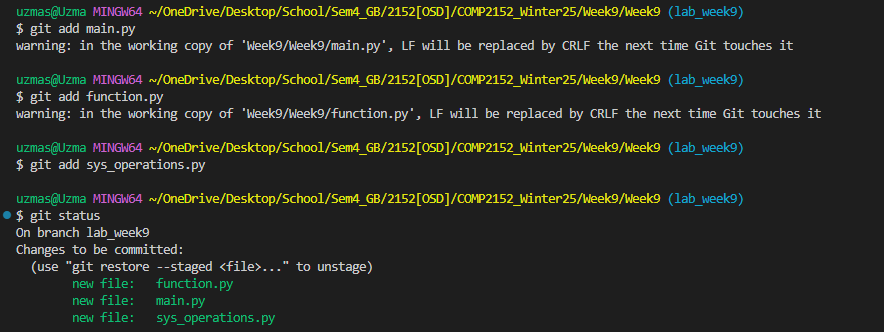 uzmas@Uzma MINGW64 ~/OneDrive/Desktop/School/Sem4_GB/2152[OSD]/COMP2152_Winter25/Week9/Week9 (lab_week9)
$ git add main.py
warning: in the working copy of 'Week9/Week9/main.py', LF will be replaced by CRLF the next time Git touches it
uzmas@Uzma MINGW64 ~/OneDrive/Desktop/School/Sem4_GB/2152[OSD]/COMP2152_Winter25/Week9/Week9 (lab_week9)
$ git add function.py
warning: in the working copy of 'Week9/Week9/function.py', LF will be replaced by CRLF the next time Git touches it
uzmas@Uzma MINGW64 ~/OneDrive/Desktop/School/Sem4_GB/2152[OSD]/COMP2152_Winter25/Week9/Week9 (lab_week9)
$ git add sys_operations.py
uzmas@Uzma MINGW64 ~/OneDrive/Desktop/School/Sem4_GB/2152[OSD]/COMP2152_Winter25/Week9/Week9 (lab_week9)
$ git status
On branch lab_week9
Changes to be committed:
  (use "git restore --staged <file>..." to unstage)
        new file:   function.py
        new file:   main.py
        new file:   sys_operations.py